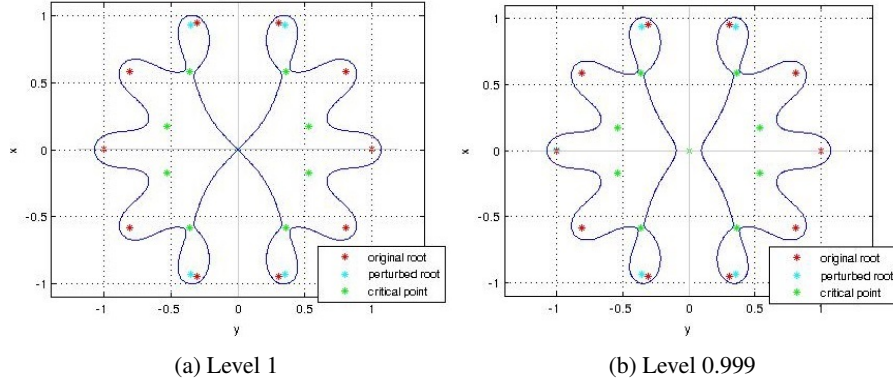 1
0.5
x
0
-0.5
-1
-1
-0.5
0
0.5
1
y
original root
perturbed root
critical point
(a) Level 1
1
0.5
x
0
-0.5
-1
-1
-0.5
0
0.5
1
y
original root
perturbed root
critical point
(b) Level 0.999